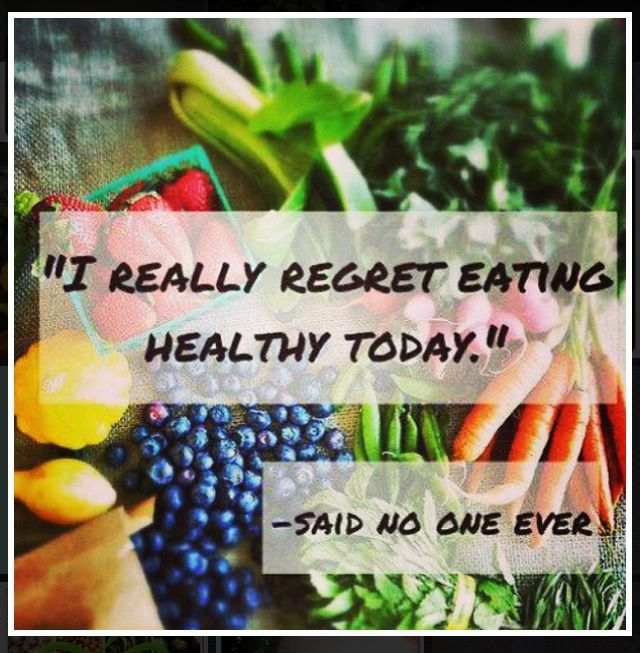 "I REALLY REGRET EATING
HEALTHY TODAY."
-SAID NO ONE EVER